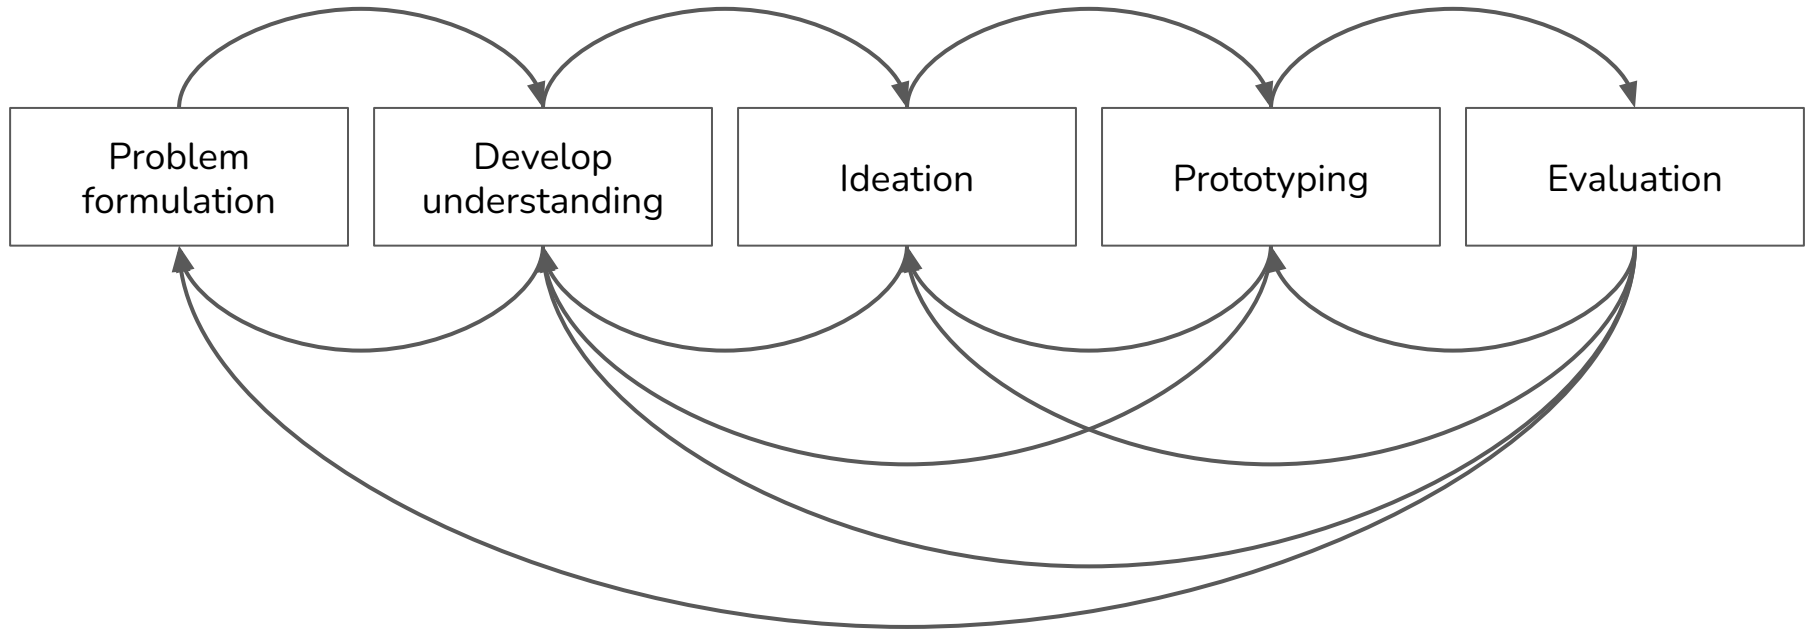 Problem
formulation
Develop
understanding
Ideation
Prototyping
Evaluation